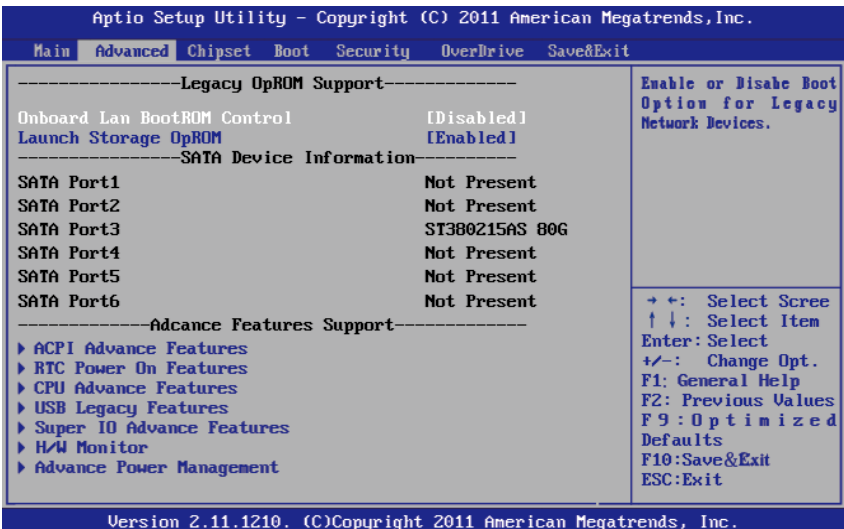 Aptio Setup Utility - Copyright (C) 2011 American Megatrends,Inc.
Main Advanced Chipset Boot Security OverDrive Save&Exit
-----------------Legacy OpROM Support--------------
Onboard Lan BootROM Control [Disabled]
Launch Storage OpROM [Enabled]
-----------------SATA Device Information-----------
SATA Port1 Not Present
SATA Port2 Not Present
SATA Port3 ST380215AS 80G
SATA Port4 Not Present
SATA Port5 Not Present
SATA Port6 Not Present
--------------Adcance Features Support--------------
ACPI Advance Features
RTC Power On Features
CPU Advance Features
USB Legacy Features
Super IO Advance Features
H/W Monitor
Advance Power Management
Enable or Disabe Boot
Option for Legacy
Network Devices.
→ ←: Select Scree
↑ ↓: Select Item
Enter:Select
+/-: Change Opt.
F1: General Help
F2: Previous Values
F9:Optimized
Defaults
F10:Save&Exit
ESC:Exit
Version 2.11.1210. (C)Copyright 2011 American Megatrends, Inc.